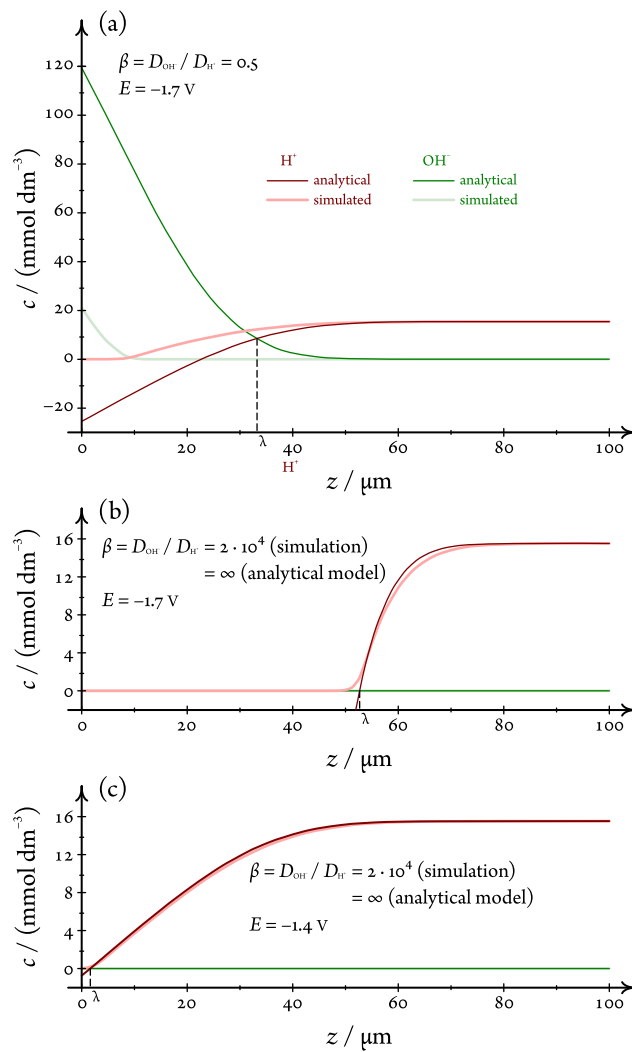 (a)
β = D_OH⁻ / D_H⁺ = 0.5
E = −1.7 V
H⁺ OH⁻
analytical analytical
simulated simulated
c / (mmol dm⁻³)
120
100
80
60
40
20
0
−20
0 20 40 60 80 100
λ
H⁺
z / μm
(b)
β = D_OH⁻ / D_H⁺ = 2 · 10⁴ (simulation)
= ∞ (analytical model)
E = −1.7 V
c / (mmol dm⁻³)
16
12
8
4
0
0 20 40 60 80 100
λ
z / μm
(c)
β = D_OH⁻ / D_H⁺ = 2 · 10⁴ (simulation)
= ∞ (analytical model)
E = −1.4 V
c / (mmol dm⁻³)
16
12
8
4
0
0 20 40 60 80 100
λ
z / μm